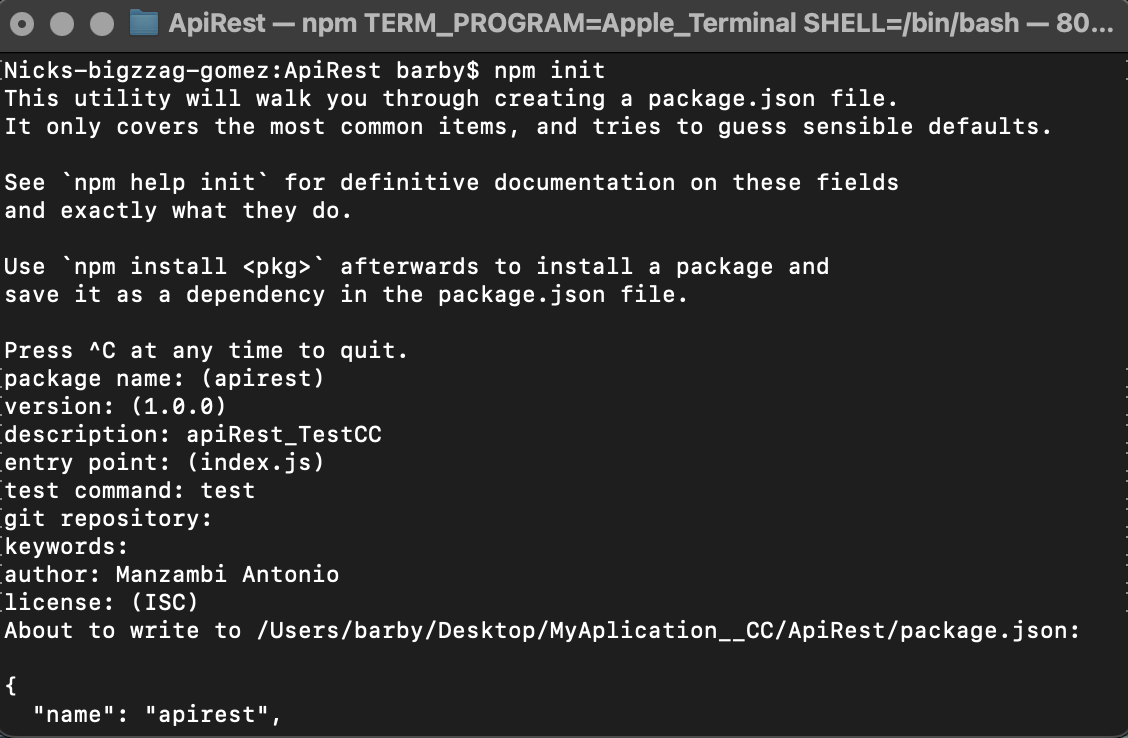 ApiRest — npm TERM_PROGRAM=Apple_Terminal SHELL=/bin/bash — 80...
[Nicks-bigzzag-gomez:ApiRest barby$ npm init
This utility will walk you through creating a package.json file.
It only covers the most common items, and tries to guess sensible defaults.
See `npm help init` for definitive documentation on these fields
and exactly what they do.
Use `npm install <pkg>` afterwards to install a package and
save it as a dependency in the package.json file.
Press ^C at any time to quit.
[package name: (apirest)
[version: (1.0.0)
[description: apiRest_TestCC
[entry point: (index.js)
[test command: test
[git repository:
[keywords:
[author: Manzambi Antonio
[license: (ISC)
About to write to /Users/barby/Desktop/MyAplication__CC/ApiRest/package.json:
{
"name": "apirest",